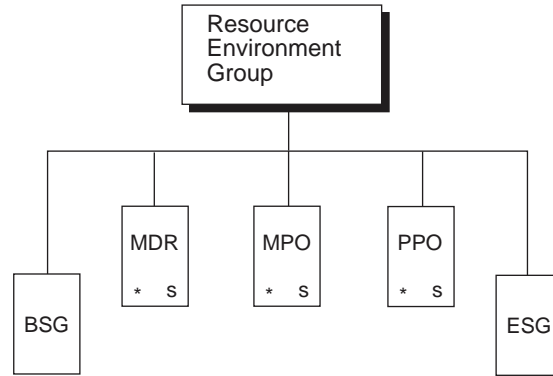 Resource
Environment
Group
MDR
* S
MPO
* S
PPO
* S
BSG
ESG